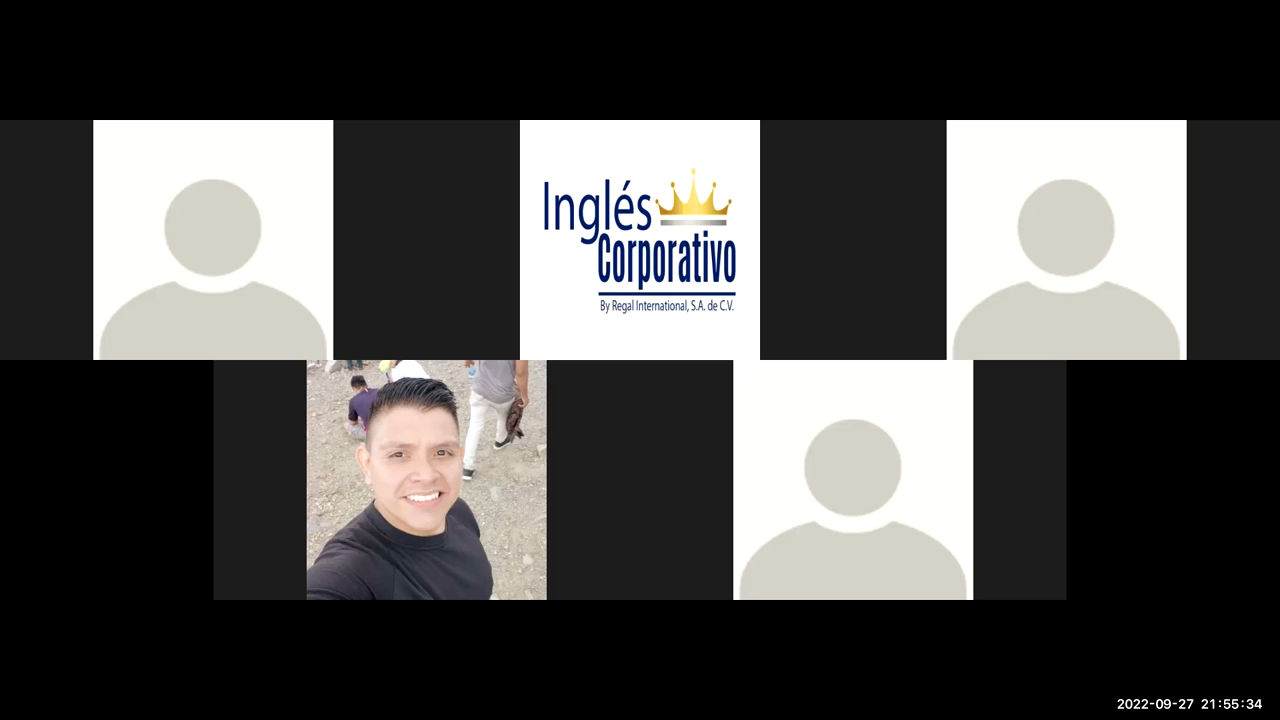 Inglés
Corporativo
By Regal International, S.A. de C.V.
2022-09-27 21:55:34